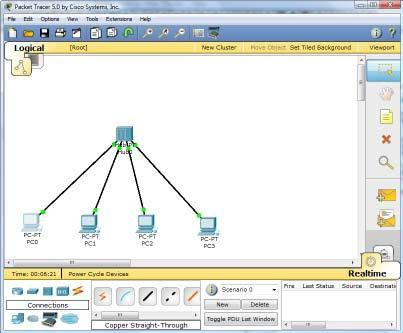 Packet Tracer 5.0 by Cisco Systems, Inc.
File Edit Options View Tools Extensions Help
Logical [Root] New Cluster Move Object Set Tiled Background Viewport
PC-PT
PC0
PC-PT
PC1
PC-PT
PC2
PC-PT
PC3
Time: 00:06:21 Power Cycle Devices Realtime
Connections
Copper Straight-Through
Scenario 0
New Delete
Toggle PDU List Window
Fire Last Status Source Destination